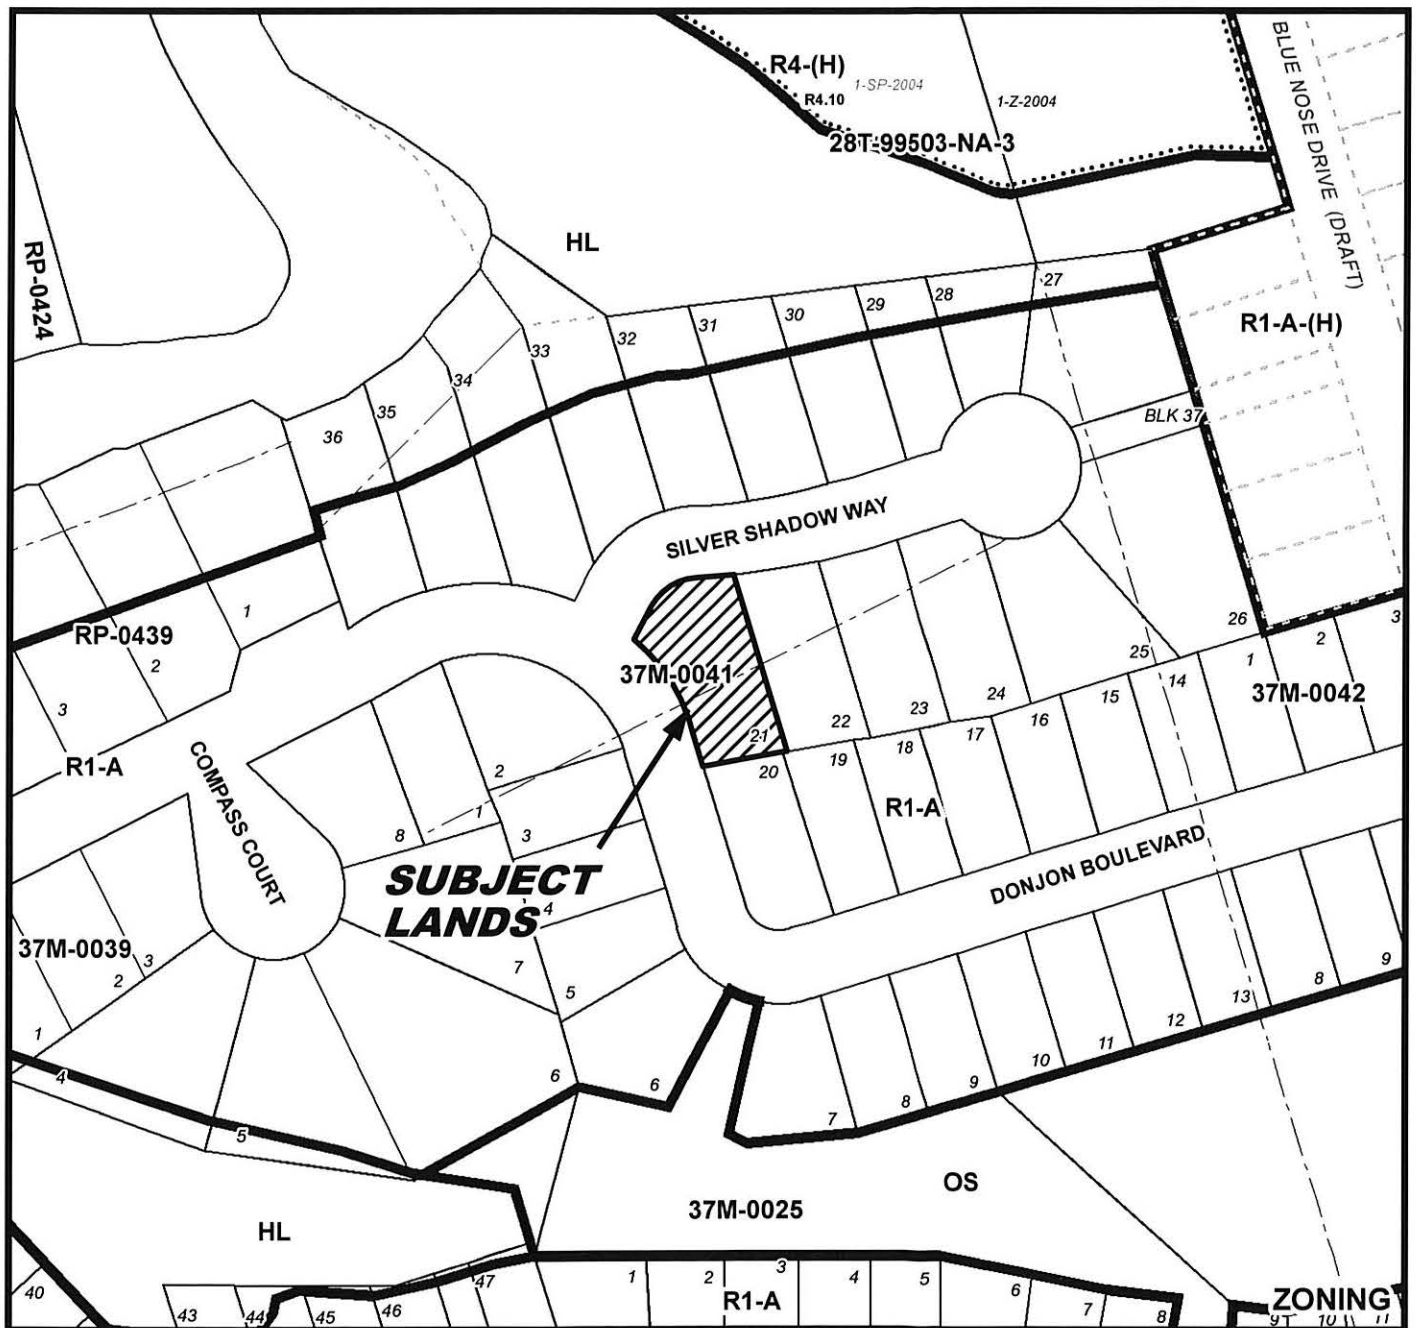 R4-(H)
R4.10
1-SP-2004
1-Z-2004
28T-99503-NA-3
BLUE NOSE DRIVE (DRAFT)
RP-0424
HL
27
28
29
30
31
32
33
34
35
36
R1-A-(H)
BLK 37
SILVER SHADOW WAY
1
RP-0439
2
3
R1-A
37M-0041
21
22
23
24
25
26
1
2
3
37M-0042
14
15
16
17
18
19
20
R1-A
COMPASS COURT
2
1
3
8
SUBJECT
LANDS
4
7
5
DONJON BOULEVARD
37M-0039
3
2
1
4
5
6
6
7
8
9
10
11
12
13
8
9
OS
37M-0025
HL
40
43
44
45
46
47
1
2
3
4
5
6
7
8
R1-A
ZONING
9
10
11